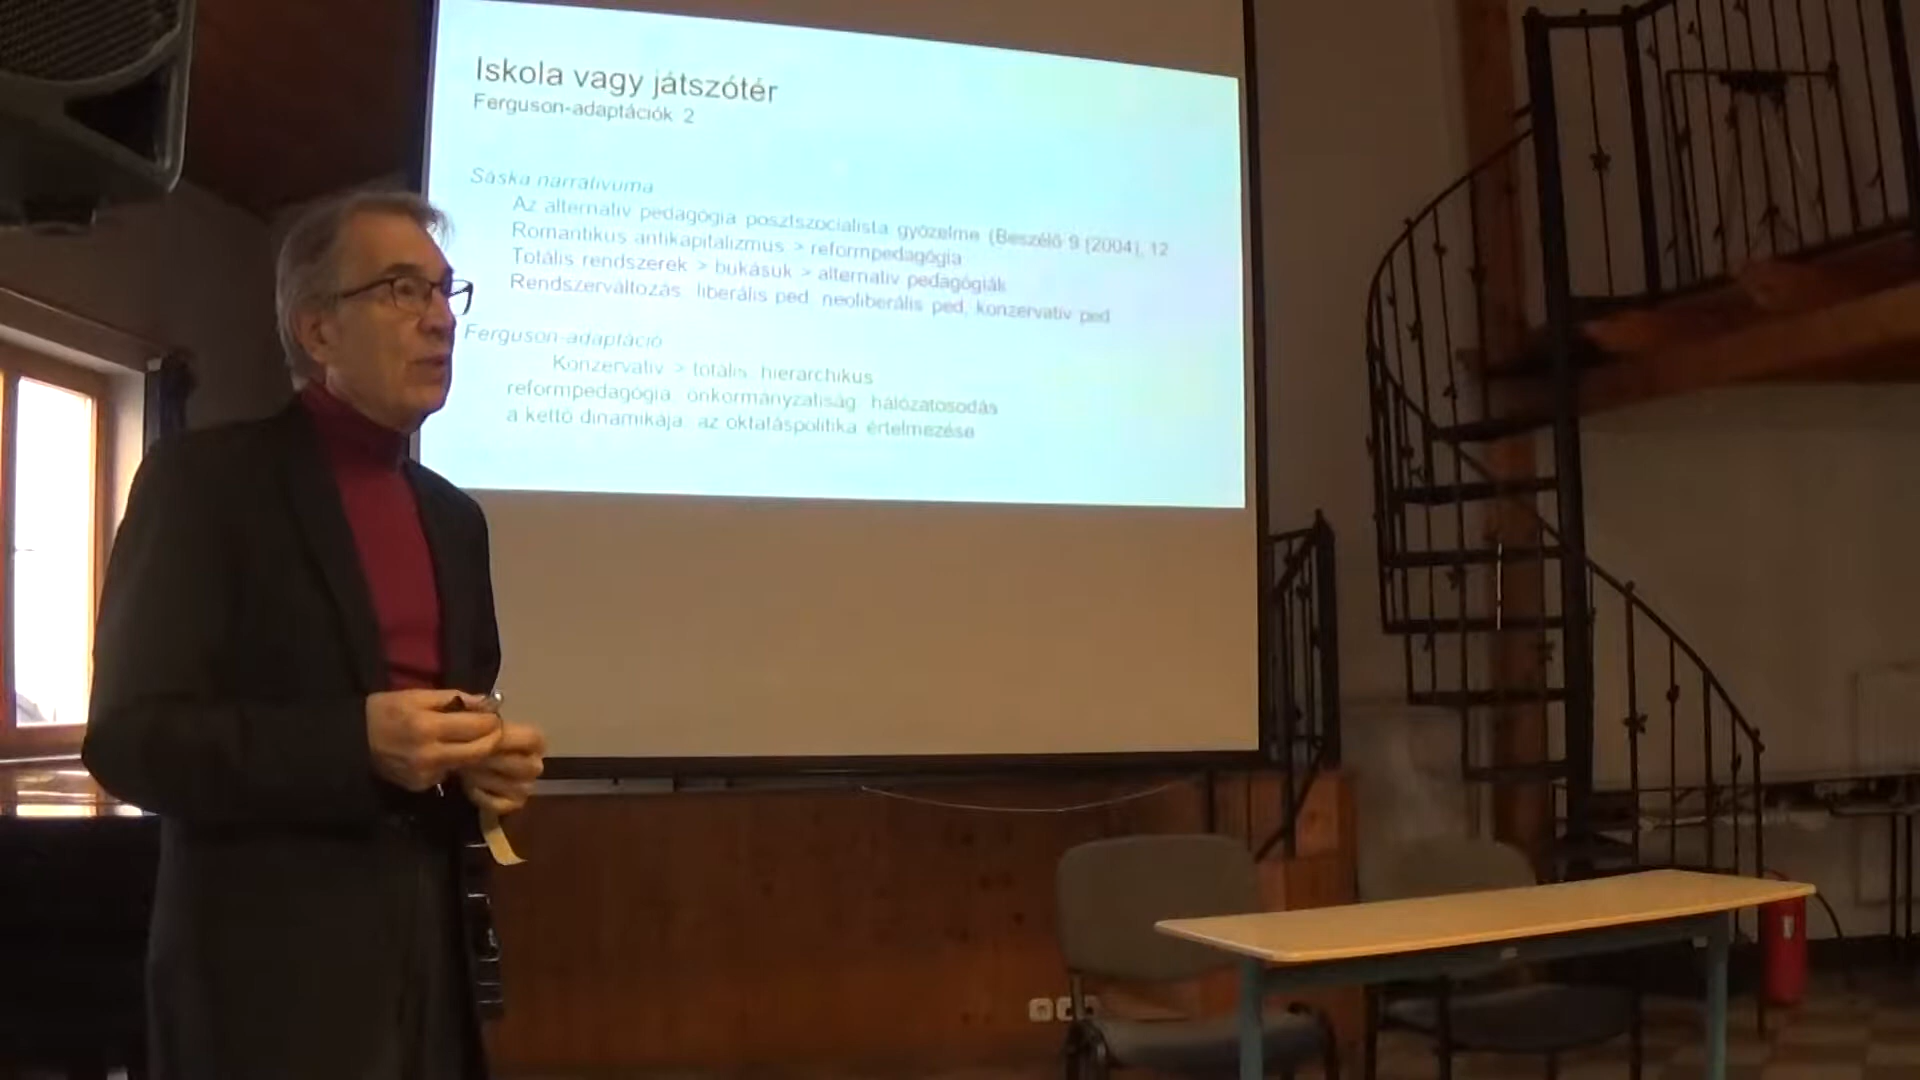 Iskola vagy játszótér
Ferguson-adaptációk 2
Sáska narratívuma
Az alternatív pedagógia posztszocialista győzelme (Beszélő 9 (2004), 12
Romantikus antikapitalizmus > reformpedagógia
Totális rendszerek > bukásuk > alternatív pedagógiák
Rendszerváltozás: liberális ped, neoliberális ped, konzervatív ped
Ferguson-adaptáció
Konzervatív > totális: hierarchikus
reformpedagógia: önkormányzatiság, hálózatosodás
a kettő dinamikája: az oktatáspolitika értelmezése